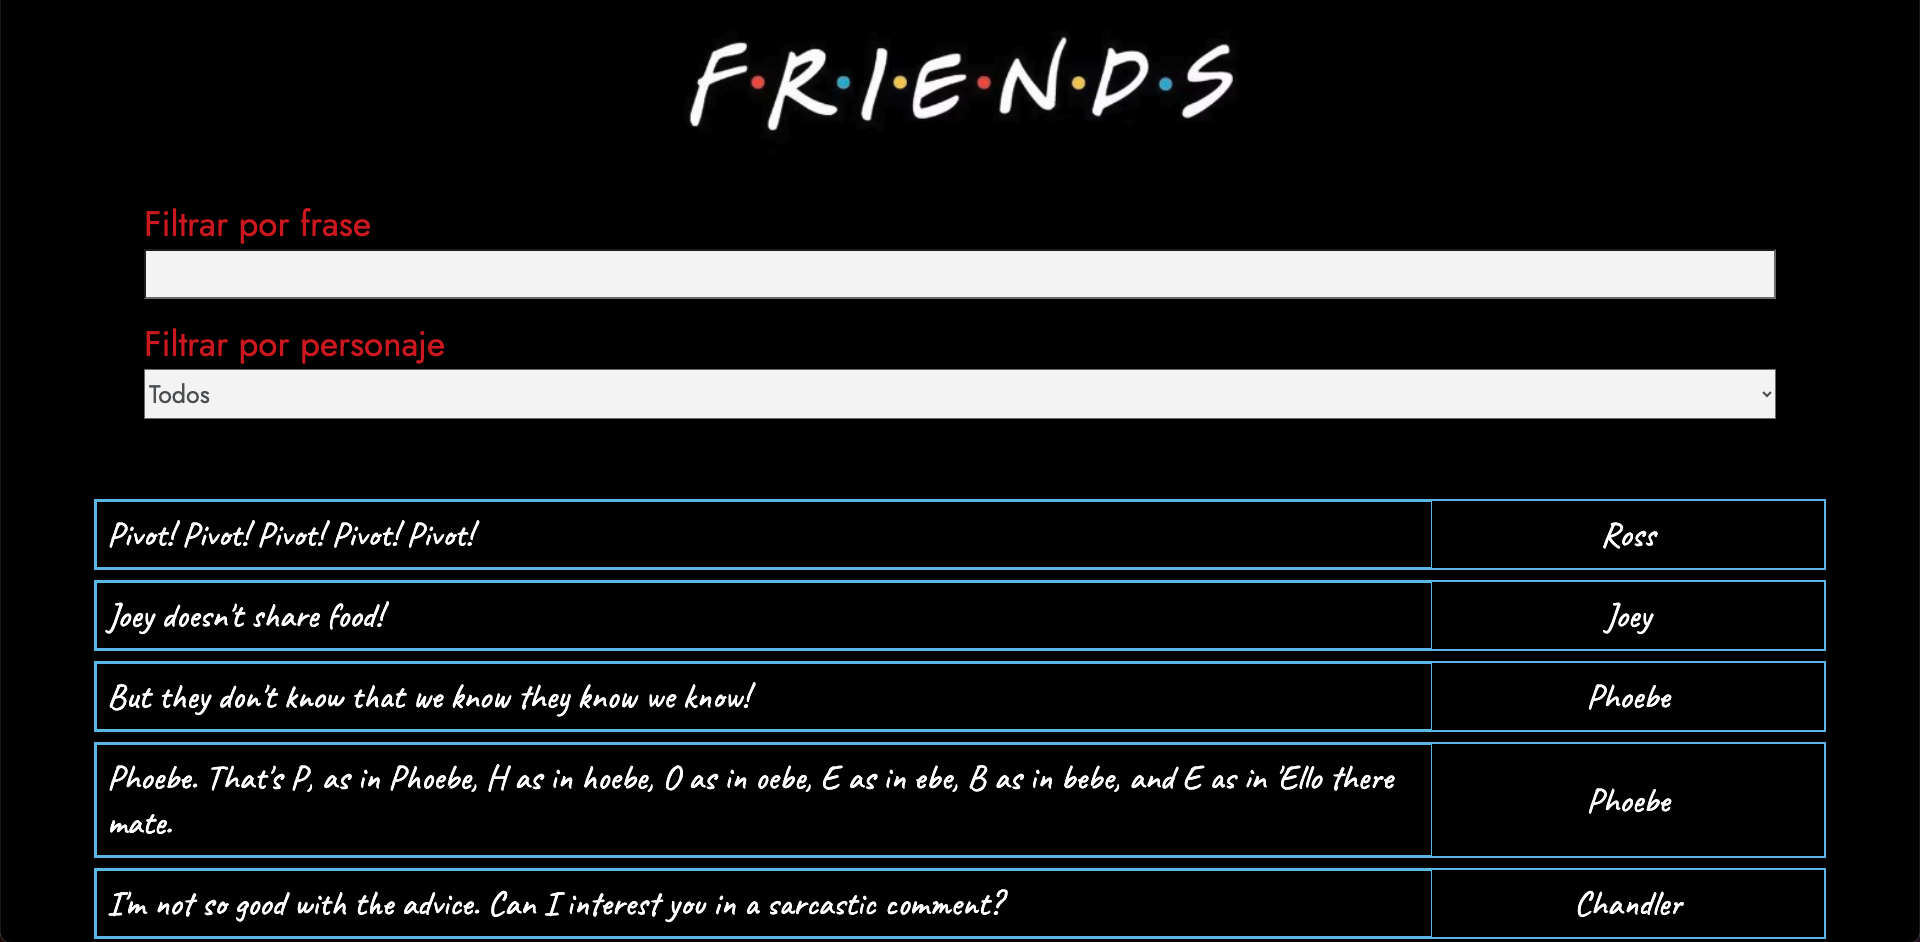 F·R·I·E·N·D·S
Filtrar por frase
Filtrar por personaje
Todos
Pivot! Pivot! Pivot! Pivot! Pivot!
Ross
Joey doesn't share food!
Joey
But they don't know that we know they know we know!
Phoebe
Phoebe. That's P, as in Phoebe, H as in hoebe, O as in oebe, E as in ebe, B as in bebe, and E as in 'Ello there
mate.
Phoebe
I'm not so good with the advice. Can I interest you in a sarcastic comment?
Chandler